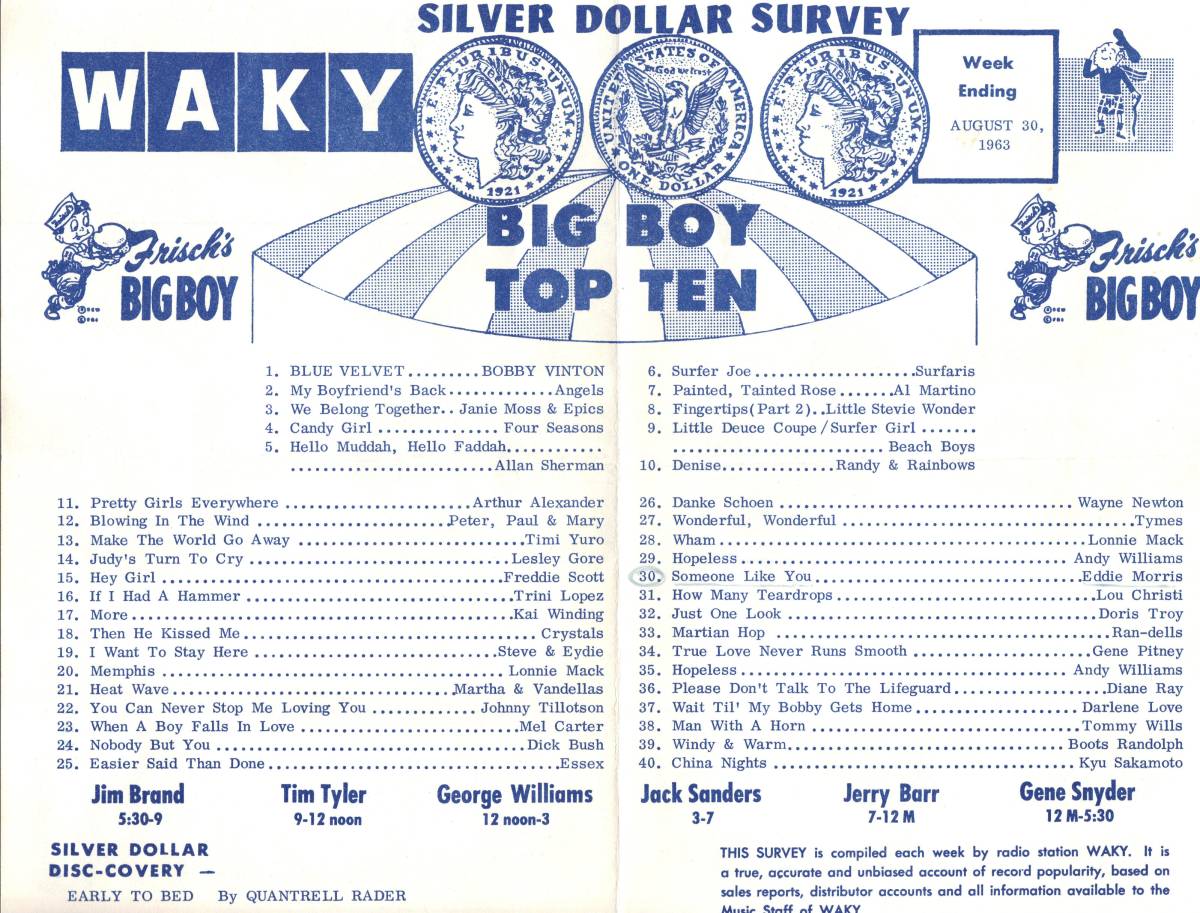 SILVER DOLLAR SURVEY
WAKY
E·PLURIBUS·UNUM
1921
UNITED STATES OF AMERICA
In God we trust
ONE DOLLAR
E·PLURIBUS·UNUM
1921
Week
Ending
AUGUST 30,
1963
BIG BOY
TOP TEN
Frisch's
BIG BOY
Frisch's
BIG BOY
1. BLUE VELVET.........BOBBY VINTON
2. My Boyfriend's Back.............Angels
3. We Belong Together.. Janie Moss & Epics
4. Candy Girl ............... Four Seasons
5. Hello Muddah, Hello Faddah............
.........................Allan Sherman
6. Surfer Joe....................Surfaris
7. Painted, Tainted Rose.......Al Martino
8. Fingertips(Part 2)..Little Stevie Wonder
9. Little Deuce Coupe/Surfer Girl .......
.......................... Beach Boys
10. Denise..............Randy & Rainbows
11. Pretty Girls Everywhere .......................Arthur Alexander
12. Blowing In The Wind ........................Peter, Paul & Mary
13. Make The World Go Away .............................Timi Yuro
14. Judy's Turn To Cry .................................Lesley Gore
15. Hey Girl...........................................Freddie Scott
16. If I Had A Hammer ..................................Trini Lopez
17. More................................................Kai Winding
18. Then He Kissed Me.....................................Crystals
19. I Want To Stay Here................................Steve & Eydie
20. Memphis............................................Lonnie Mack
21. Heat Wave...................................Martha & Vandellas
22. You Can Never Stop Me Loving You ..............Johnny Tillotson
23. When A Boy Falls In Love ...........................Mel Carter
24. Nobody But You .......................................Dick Bush
25. Easier Said Than Done.....................................Essex
26. Danke Schoen ......................................Wayne Newton
27. Wonderful, Wonderful .....................................Tymes
28. Wham...............................................Lonnie Mack
29. Hopeless..........................................Andy Williams
30. Someone Like You..................................Eddie Morris
31. How Many Teardrops..................................Lou Christi
32. Just One Look........................................Doris Troy
33. Martian Hop .........................................Ran-dells
34. True Love Never Runs Smooth .......................Gene Pitney
35. Hopeless..........................................Andy Williams
36. Please Don't Talk To The Lifeguard...................Diane Ray
37. Wait Til' My Bobby Gets Home.....................Darlene Love
38. Man With A Horn .................................Tommy Wills
39. Windy & Warm.................................Boots Randolph
40. China Nights .....................................Kyu Sakamoto
Jim Brand
5:30-9
Tim Tyler
9-12 noon
George Williams
12 noon-3
Jack Sanders
3-7
Jerry Barr
7-12 M
Gene Snyder
12 M-5:30
SILVER DOLLAR
DISC-COVERY —
EARLY TO BED By QUANTRELL RADER
THIS SURVEY is compiled each week by radio station WAKY. It is
a true, accurate and unbiased account of record popularity, based on
sales reports, distributor accounts and all information available to the
Music Staff of WAKY